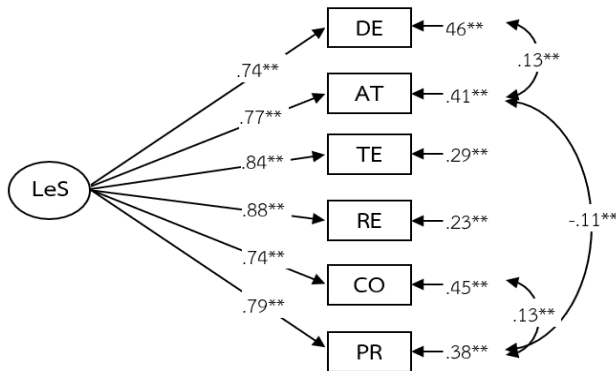 DE 46**
.74** .13**
.77** AT .41**
.84** TE .29**
LeS
.88** RE .23** -.11**
.74** CO .45**
.79** .13**
PR .38**